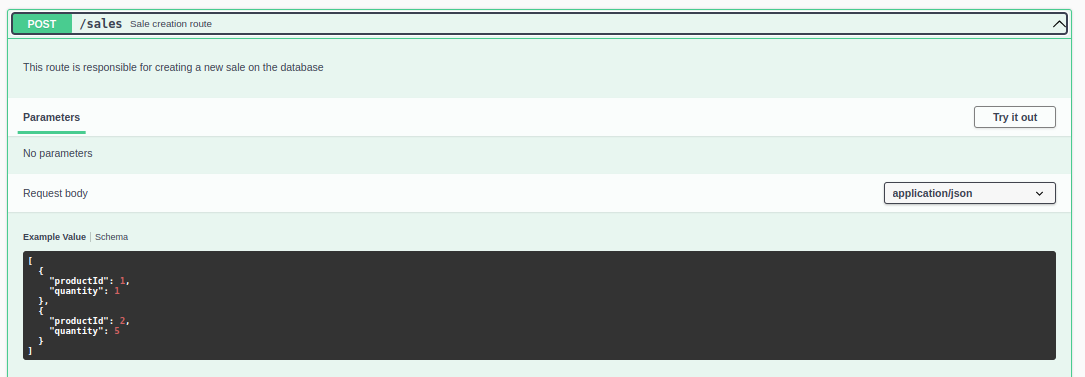 POST /sales Sale creation route
This route is responsible for creating a new sale on the database
Parameters Try it out
No parameters
Request body application/json
Example Value Schema
[
  {
    "productId": 1,
    "quantity": 1
  },
  {
    "productId": 2,
    "quantity": 5
  }
]